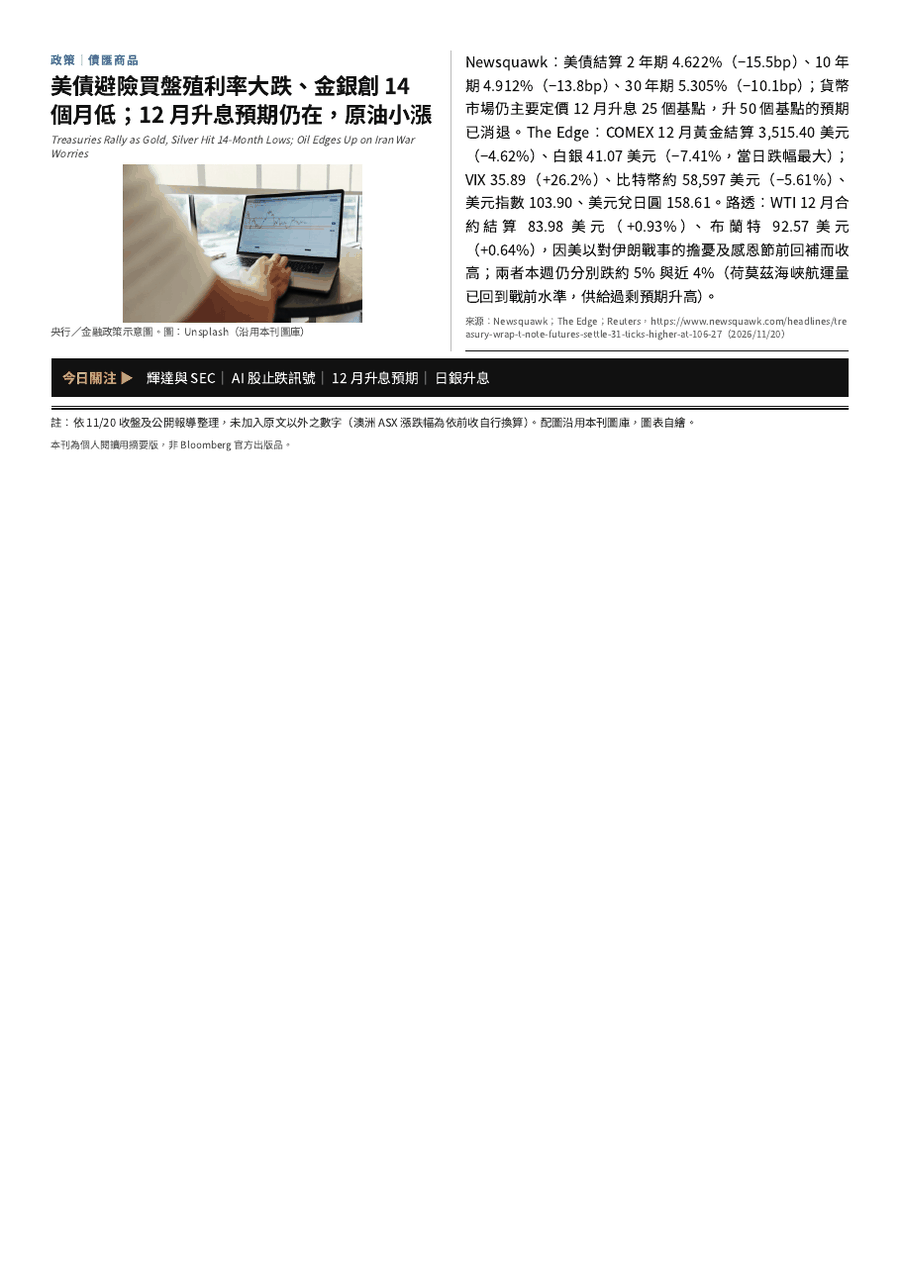 政策｜債匯商品
美債避險買盤殖利率大跌、金銀創 14
個月低；12 月升息預期仍在，原油小漲
Treasuries Rally as Gold, Silver Hit 14-Month Lows; Oil Edges Up on Iran War
Worries
央行／金融政策示意圖。圖：Unsplash（沿用本刊圖庫）
Newsquawk：美債結算 2 年期 4.622%（−15.5bp）、10 年
期 4.912%（−13.8bp）、30 年期 5.305%（−10.1bp）；貨幣
市場仍主要定價 12 月升息 25 個基點，升 50 個基點的預期
已消退。The Edge：COMEX 12 月黃金結算 3,515.40 美元
（−4.62%）、白銀 41.07 美元（−7.41%，當日跌幅最大）；
VIX 35.89（+26.2%）、比特幣約 58,597 美元（−5.61%）、
美元指數 103.90、美元兌日圓 158.61。路透：WTI 12 月合
約結算 83.98 美元（+0.93%）、布蘭特 92.57 美元
（+0.64%），因美以對伊朗戰事的擔憂及感恩節前回補而收
高；兩者本週仍分別跌約 5% 與近 4%（荷莫茲海峽航運量
已回到戰前水準，供給過剩預期升高）。
來源：Newsquawk；The Edge；Reuters，https://www.newsquawk.com/headlines/tre
asury-wrap-t-note-futures-settle-31-ticks-higher-at-106-27（2026/11/20）
今日關注 ▶ 輝達與 SEC｜ AI 股止跌訊號｜ 12 月升息預期｜ 日銀升息
註：依 11/20 收盤及公開報導整理，未加入原文以外之數字（澳洲 ASX 漲跌幅為依前收自行換算）。配圖沿用本刊圖庫，圖表自繪。
本刊為個人閱讀用摘要版，非 Bloomberg 官方出版品。